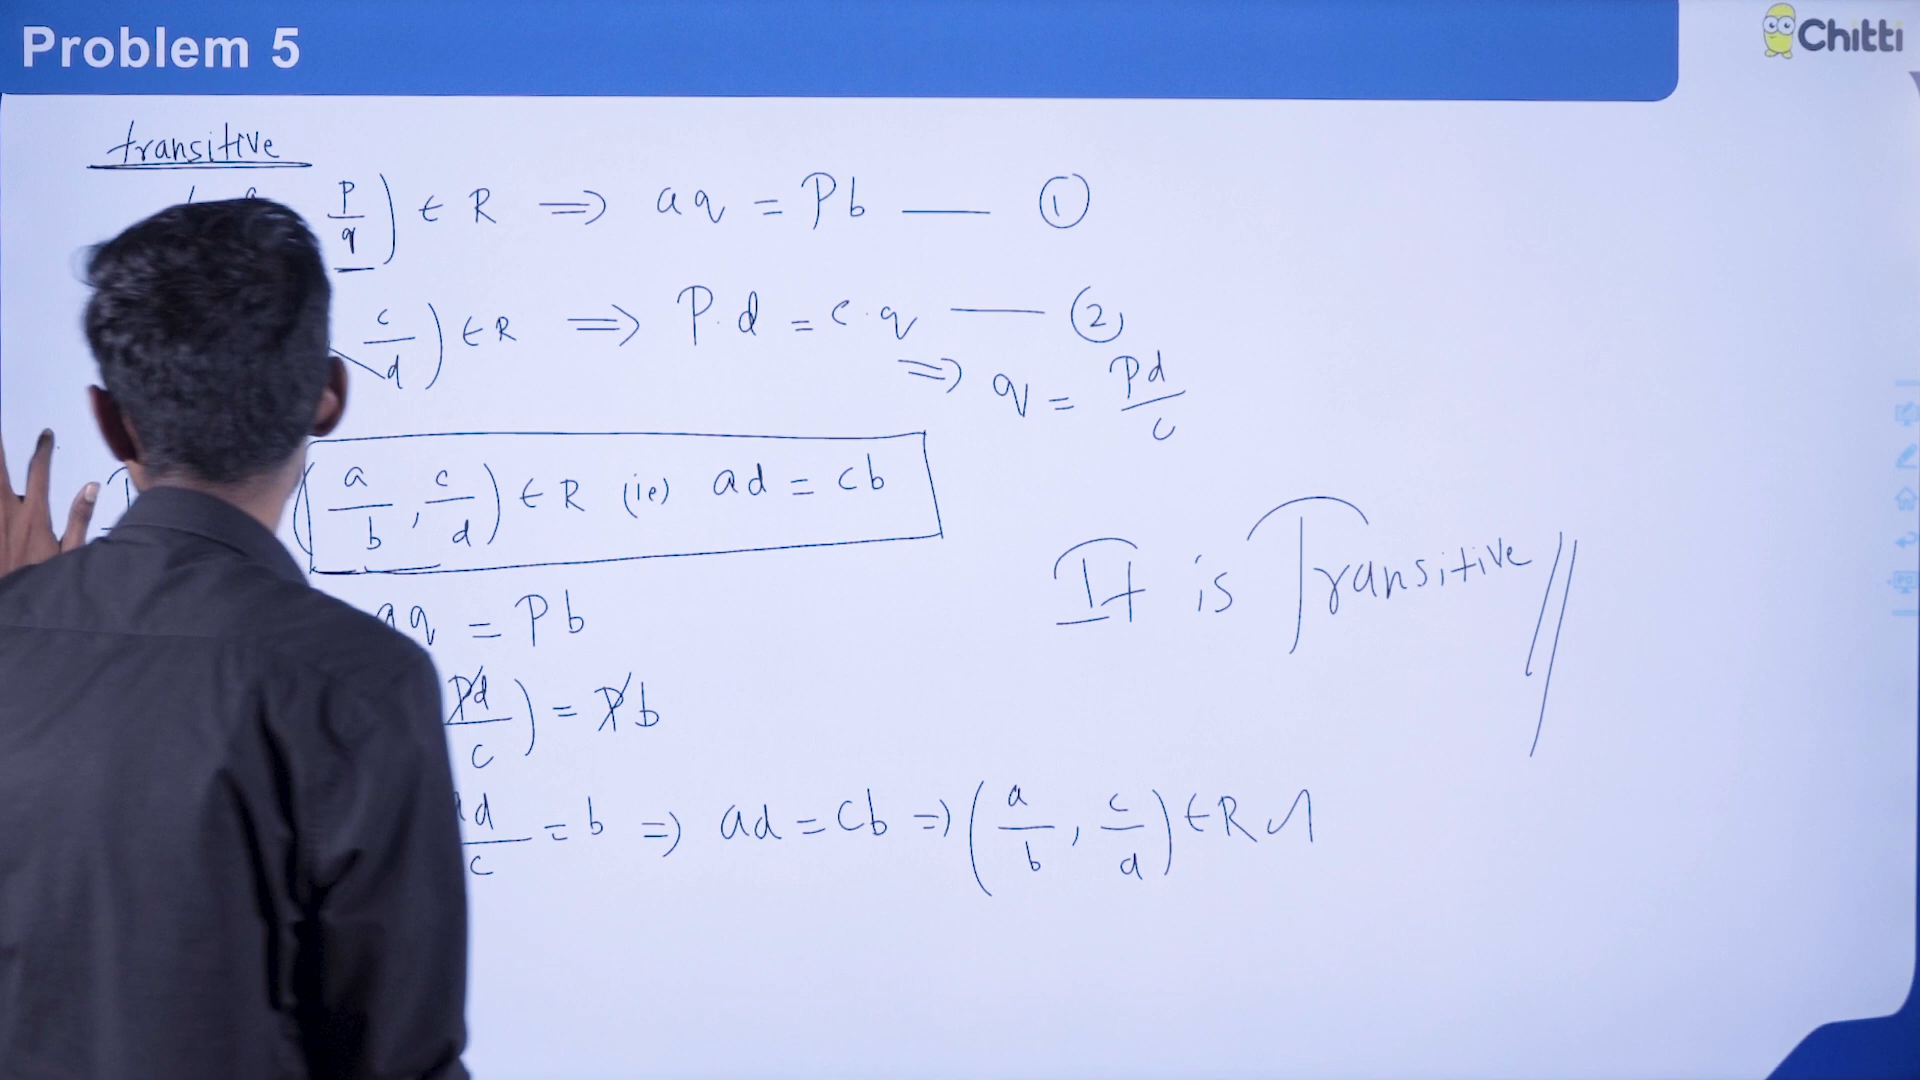 Problem 5
Chitti
transitive
p/q) ∈ R ⇒ aq = Pb — ①
c/d) ∈ R ⇒ P.d = c.q — ②
⇒ q = Pd/c
(a/b, c/d) ∈ R (ie) ad = cb
It is Transitive
aq = Pb
Pd/c) = Pb
ad/c = b ⇒ ad = cb ⇒ (a/b, c/d) ∈ R